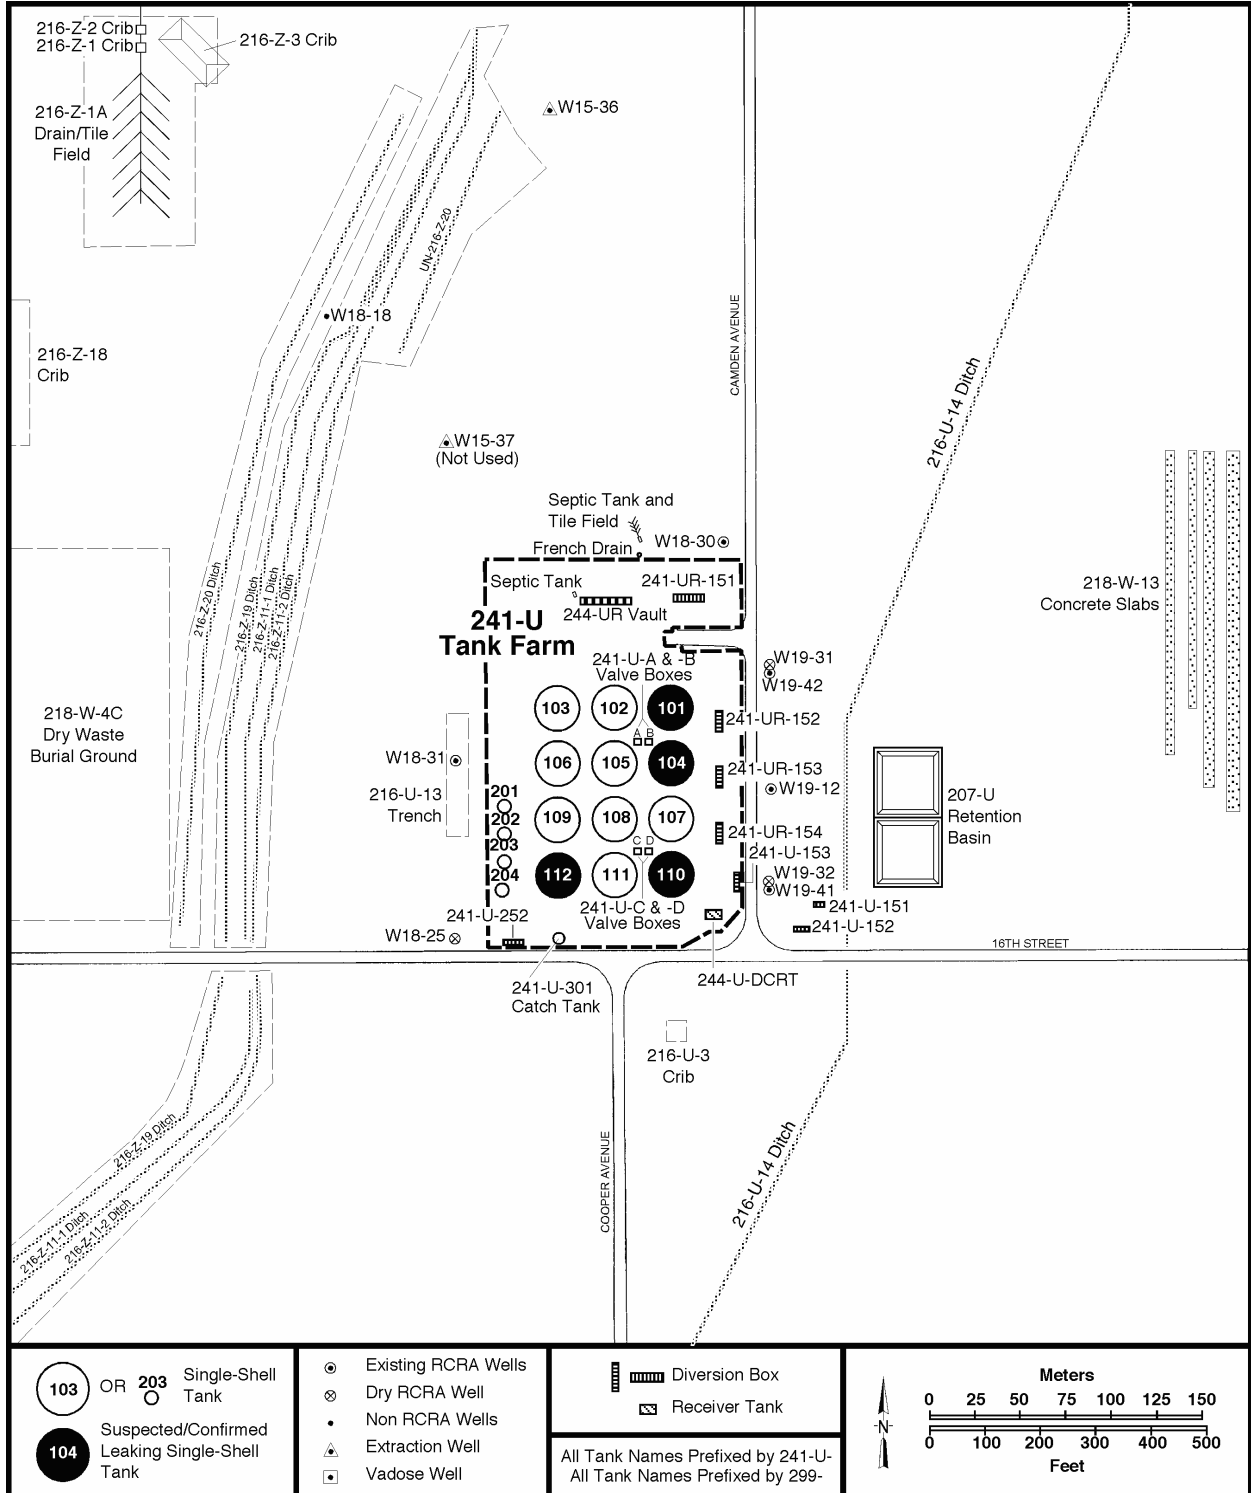 216-Z-2 Crib
216-Z-1 Crib
216-Z-3 Crib
216-Z-1A
Drain/Tile
Field
W15-36
UN-216-Z-20
W18-18
216-Z-18
Crib
CAMDEN AVENUE
216-U-14 Ditch
W15-37
(Not Used)
Septic Tank and
Tile Field
W18-30
French Drain
Septic Tank
241-UR-151
244-UR Vault
241-U
Tank Farm
218-W-13
Concrete Slabs
216-Z-20 Ditch
216-Z-19 Ditch
216-Z-11-1 Ditch
216-Z-11-2 Ditch
241-U-A & -B
Valve Boxes
W19-31
W19-42
103
102
101
A B
241-UR-152
218-W-4C
Dry Waste
Burial Ground
W18-31
106
105
104
241-UR-153
W19-12
216-U-13
Trench
201
202
203
204
109
108
107
C D
241-UR-154
241-U-153
207-U
Retention
Basin
112
111
110
W19-32
W19-41
241-U-C & -D
Valve Boxes
241-U-151
241-U-152
241-U-252
W18-25
16TH STREET
241-U-301
Catch Tank
244-U-DCRT
216-U-3
Crib
216-Z-19 Ditch
216-Z-11-1 Ditch
216-Z-11-2 Ditch
COOPER AVENUE
216-U-14 Ditch
103 OR 203
Single-Shell
Tank
104
Suspected/Confirmed
Leaking Single-Shell
Tank
Existing RCRA Wells
Dry RCRA Well
Non RCRA Wells
Extraction Well
Vadose Well
Diversion Box
Receiver Tank
All Tank Names Prefixed by 241-U-
All Tank Names Prefixed by 299-
N
Meters
0 25 50 75 100 125 150
0 100 200 300 400 500
Feet